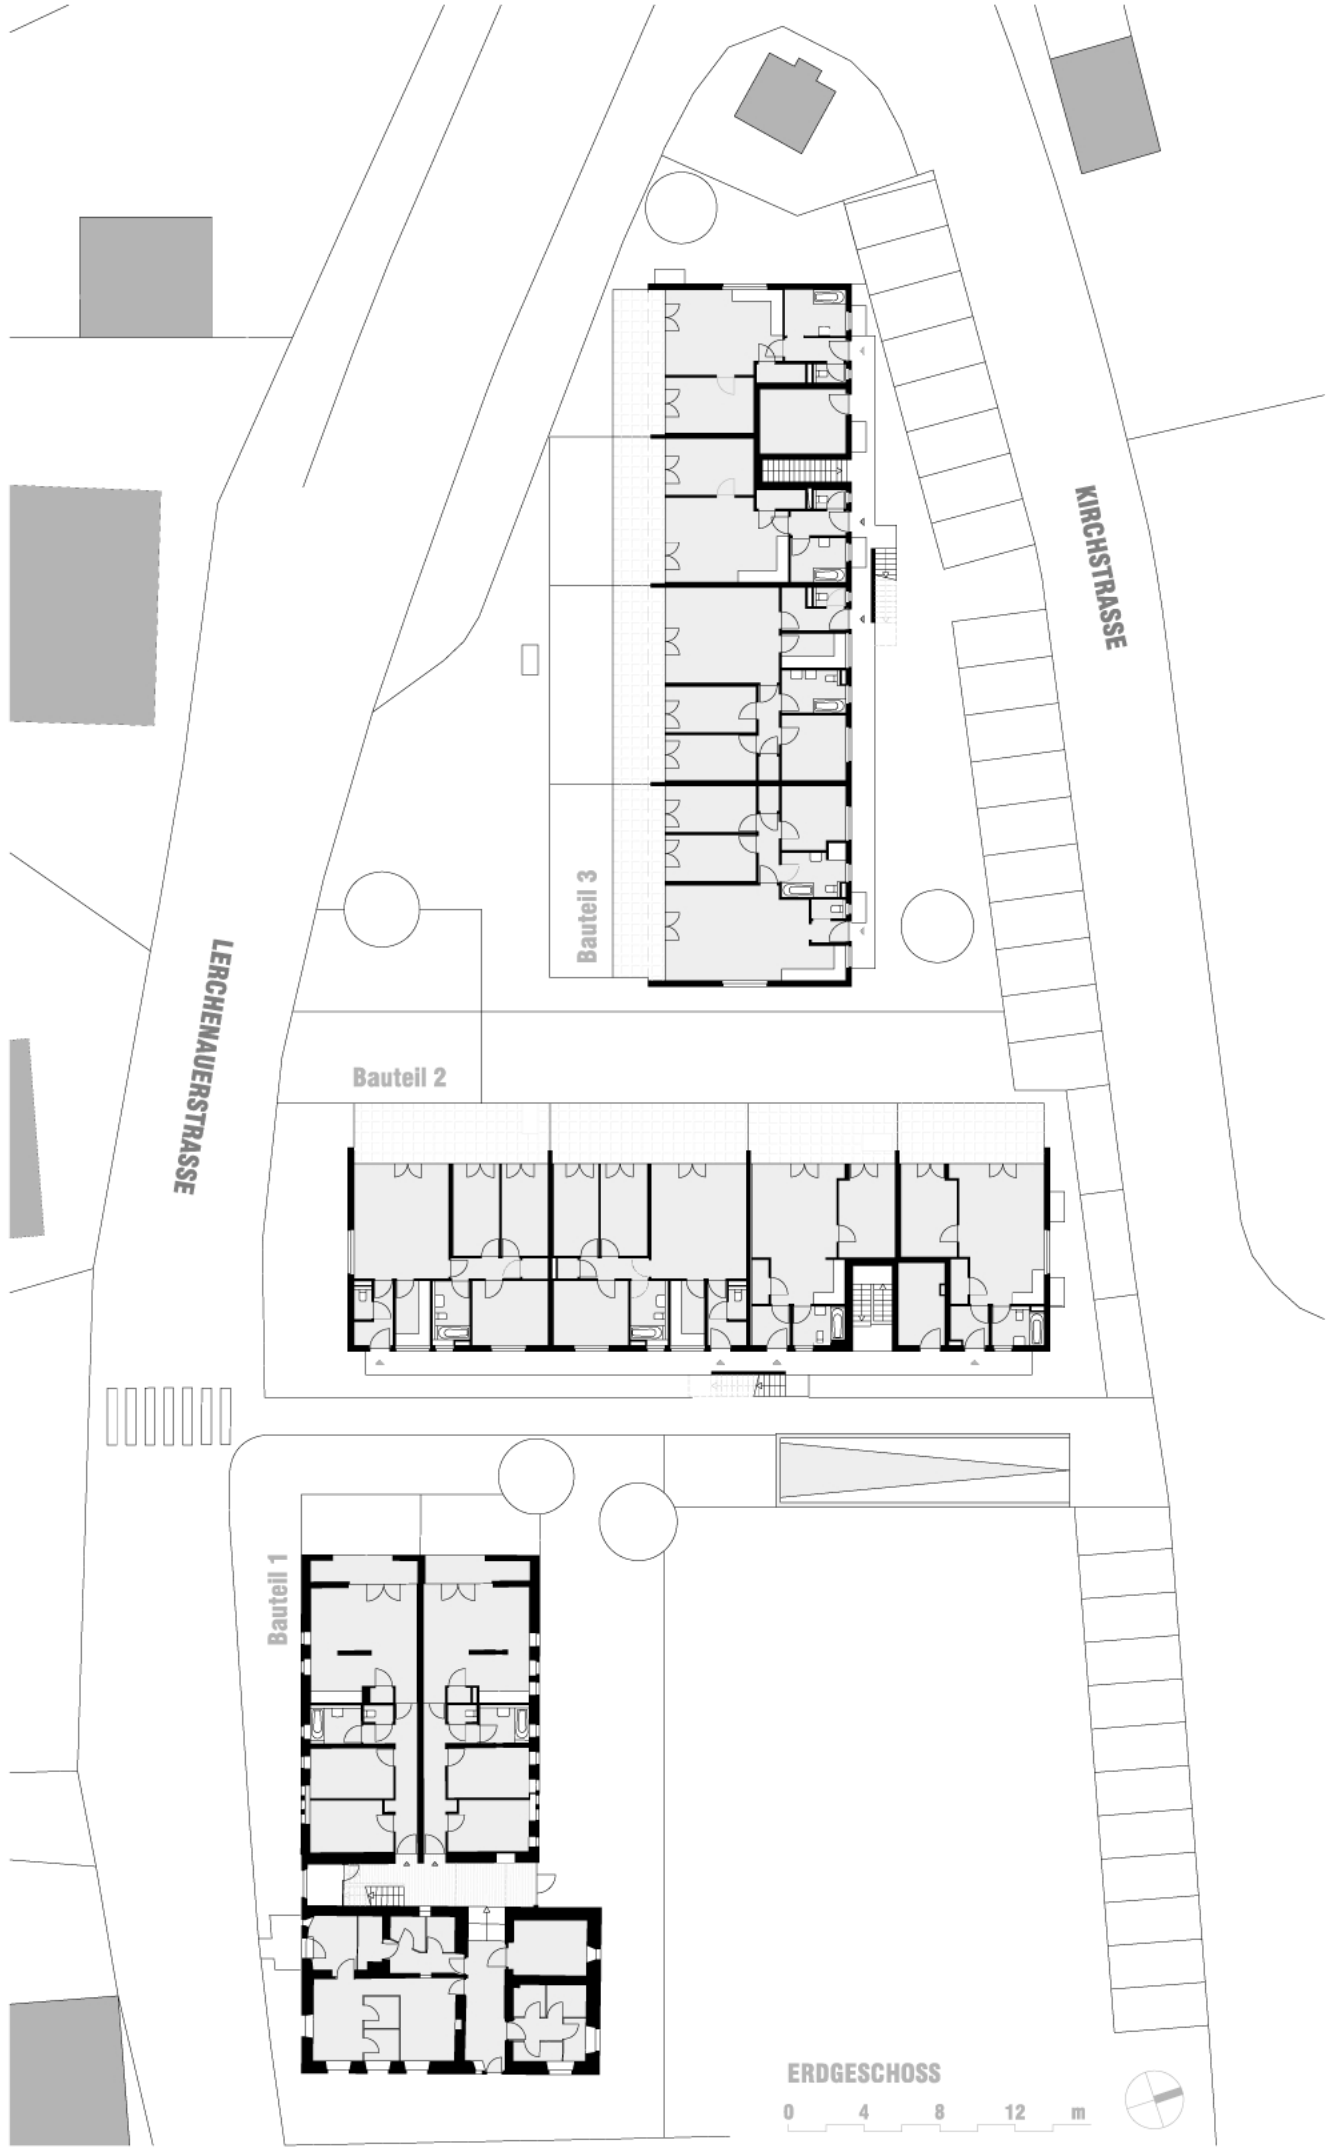 KIRCHSTRASSE
Bauteil 3
LERCHENAUERSTRASSE
Bauteil 2
Bauteil 1
ERDGESCHOSS
0 4 8 12 m